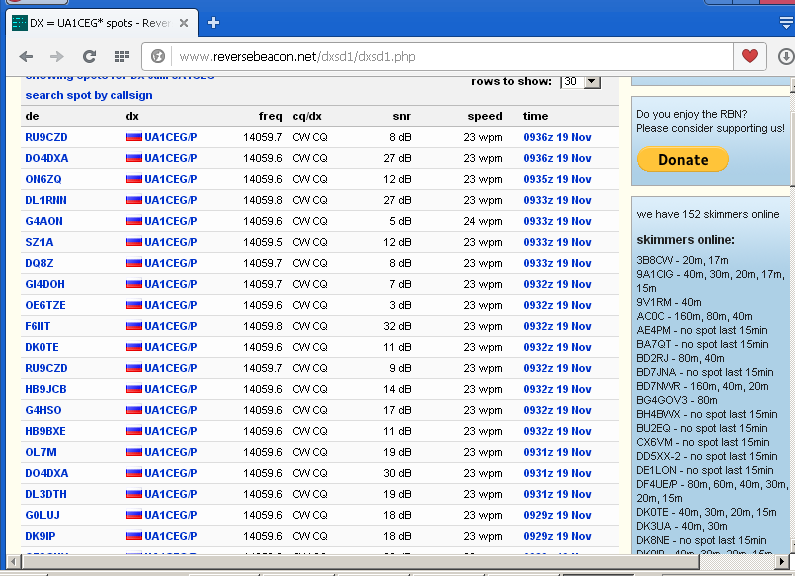 DX = UA1CEG* spots - Rever
www.reversebeacon.net/dxsd1/dxsd1.php
rows to show: 30
search spot by callsign
de dx freq cq/dx snr speed time
RU9CZD UA1CEG/P 14059.7 CW CQ 8 dB 23 wpm 0936z 19 Nov
DO4DXA UA1CEG/P 14059.6 CW CQ 27 dB 23 wpm 0936z 19 Nov
ON6ZQ UA1CEG/P 14059.6 CW CQ 12 dB 23 wpm 0935z 19 Nov
DL1RNN UA1CEG/P 14059.8 CW CQ 27 dB 23 wpm 0933z 19 Nov
G4AON UA1CEG/P 14059.6 CW CQ 5 dB 24 wpm 0933z 19 Nov
SZ1A UA1CEG/P 14059.5 CW CQ 12 dB 23 wpm 0933z 19 Nov
DQ8Z UA1CEG/P 14059.7 CW CQ 8 dB 23 wpm 0933z 19 Nov
GI4DOH UA1CEG/P 14059.7 CW CQ 7 dB 23 wpm 0932z 19 Nov
OE6TZE UA1CEG/P 14059.6 CW CQ 3 dB 23 wpm 0932z 19 Nov
F6IIT UA1CEG/P 14059.8 CW CQ 32 dB 23 wpm 0932z 19 Nov
DK0TE UA1CEG/P 14059.6 CW CQ 11 dB 23 wpm 0932z 19 Nov
RU9CZD UA1CEG/P 14059.7 CW CQ 9 dB 23 wpm 0932z 19 Nov
HB9JCB UA1CEG/P 14059.6 CW CQ 14 dB 23 wpm 0932z 19 Nov
G4HSO UA1CEG/P 14059.6 CW CQ 17 dB 23 wpm 0932z 19 Nov
HB9BXE UA1CEG/P 14059.6 CW CQ 11 dB 23 wpm 0932z 19 Nov
OL7M UA1CEG/P 14059.6 CW CQ 19 dB 23 wpm 0931z 19 Nov
DO4DXA UA1CEG/P 14059.6 CW CQ 30 dB 23 wpm 0931z 19 Nov
DL3DTH UA1CEG/P 14059.6 CW CQ 19 dB 23 wpm 0931z 19 Nov
G0LUJ UA1CEG/P 14059.6 CW CQ 18 dB 23 wpm 0929z 19 Nov
DK9IP UA1CEG/P 14059.6 CW CQ 18 dB 23 wpm 0929z 19 Nov
Do you enjoy the RBN?
Please consider supporting us!
Donate
we have 152 skimmers online
skimmers online:
3B8CW - 20m, 17m
9A1CIG - 40m, 30m, 20m, 17m,
15m
9V1RM - 40m
AC0C - 160m, 80m, 40m
AE4PM - no spot last 15min
BA7QT - no spot last 15min
BD2RJ - 80m, 40m
BD7JNA - no spot last 15min
BD7NWR - 160m, 40m, 20m
BG4GOV3 - 80m
BH4BWX - no spot last 15min
BU2EQ - no spot last 15min
CX6VM - no spot last 15min
DD5XX-2 - no spot last 15min
DE1LON - no spot last 15min
DF4UE/P - 80m, 60m, 40m, 30m,
20m, 15m
DK0TE - 40m, 30m, 20m, 15m
DK3UA - 40m, 30m
DK8NE - no spot last 15min
DK9IP - 40m, 30m, 20m, 15m